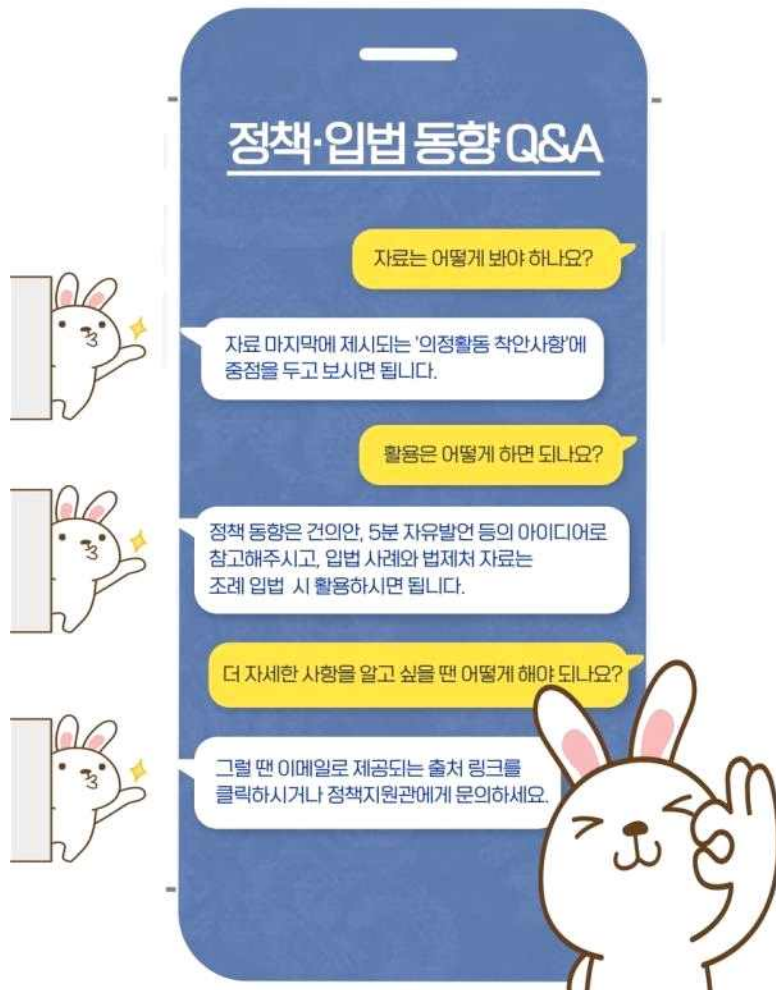 정책·입법 동향 Q&A
자료는 어떻게 봐야 하나요?
자료 마지막에 제시되는 '의정활동 착안사항'에
중점을 두고 보시면 됩니다.
활용은 어떻게 하면 되나요?
정책 동향은 건의안, 5분 자유발언 등의 아이디어로
참고해주시고, 입법 사례와 법제처 자료는
조례 입법 시 활용하시면 됩니다.
더 자세한 사항을 알고 싶을 땐 어떻게 해야 되나요?
그럴 땐 이메일로 제공되는 출처 링크를
클릭하시거나 정책지원관에게 문의하세요.